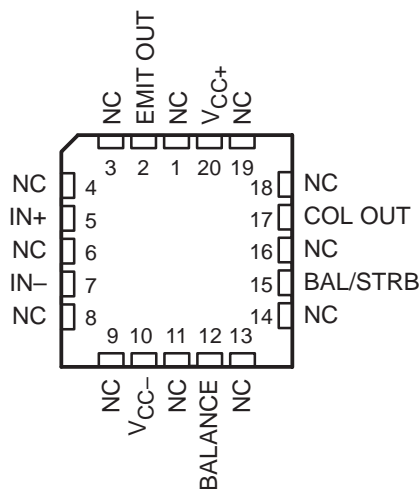 NC
EMIT OUT
NC
VCC+
NC
3
2
1
20
19
NC
4
18
NC
IN+
5
17
COL OUT
NC
6
16
NC
IN–
7
15
BAL/STRB
NC
8
14
NC
9
10
11
12
13
NC
VCC–
NC
BALANCE
NC